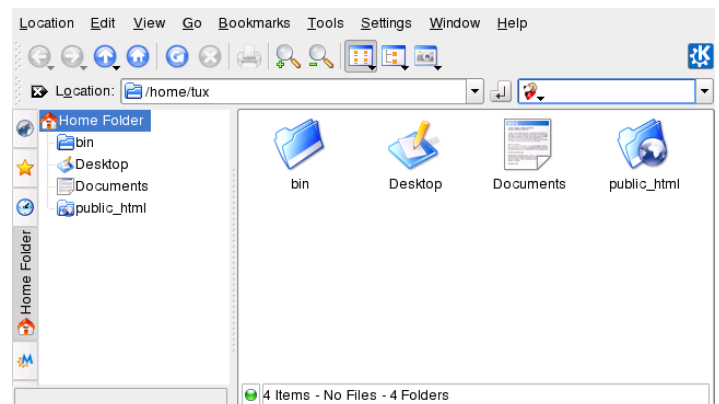 Location Edit View Go Bookmarks Tools Settings Window Help
Location: /home/tux
Home Folder
bin
Desktop
Documents
public_html
Home Folder
bin Desktop Documents public_html
4 Items - No Files - 4 Folders